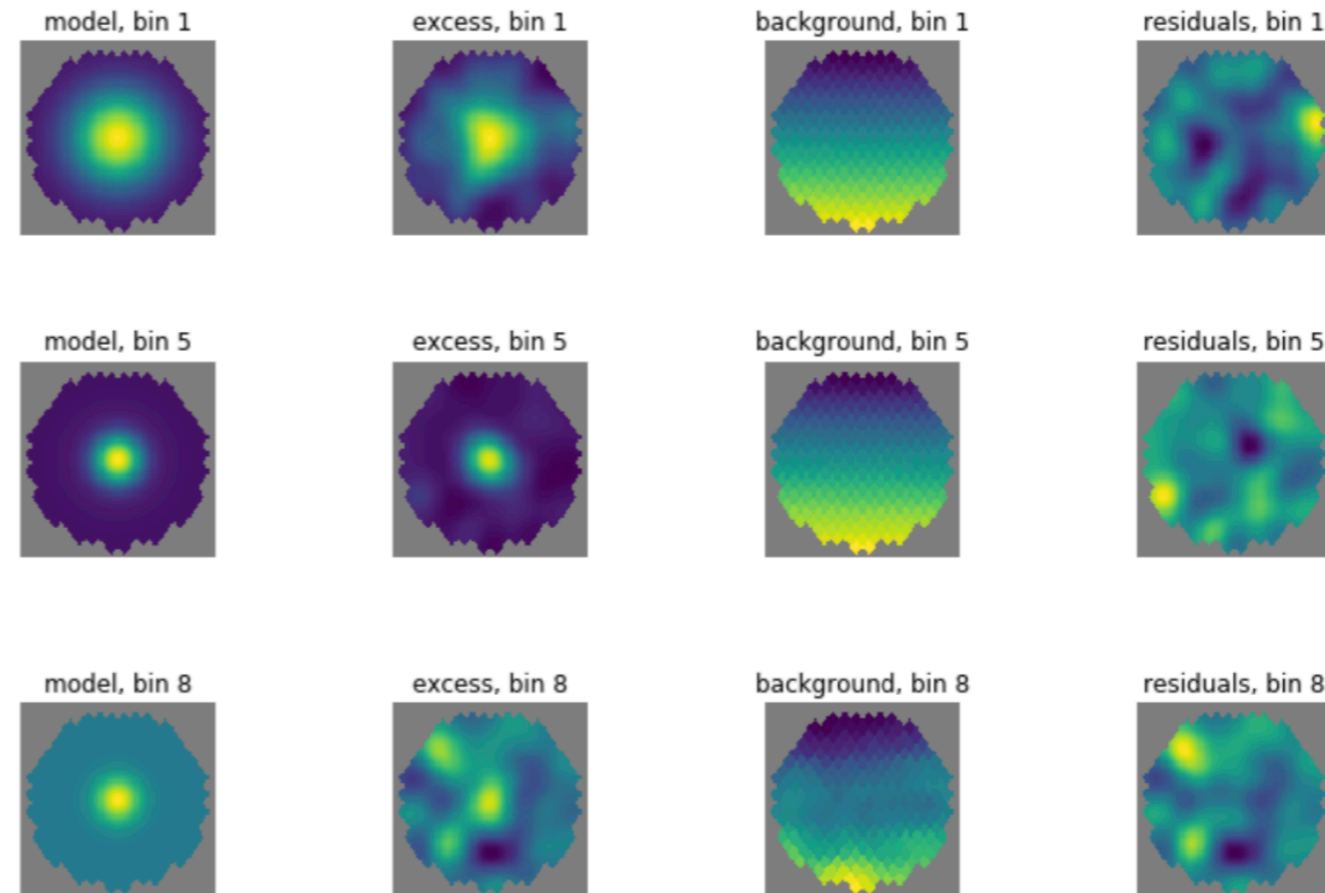 model, bin 1
excess, bin 1
background, bin 1
residuals, bin 1
model, bin 5
excess, bin 5
background, bin 5
residuals, bin 5
model, bin 8
excess, bin 8
background, bin 8
residuals, bin 8